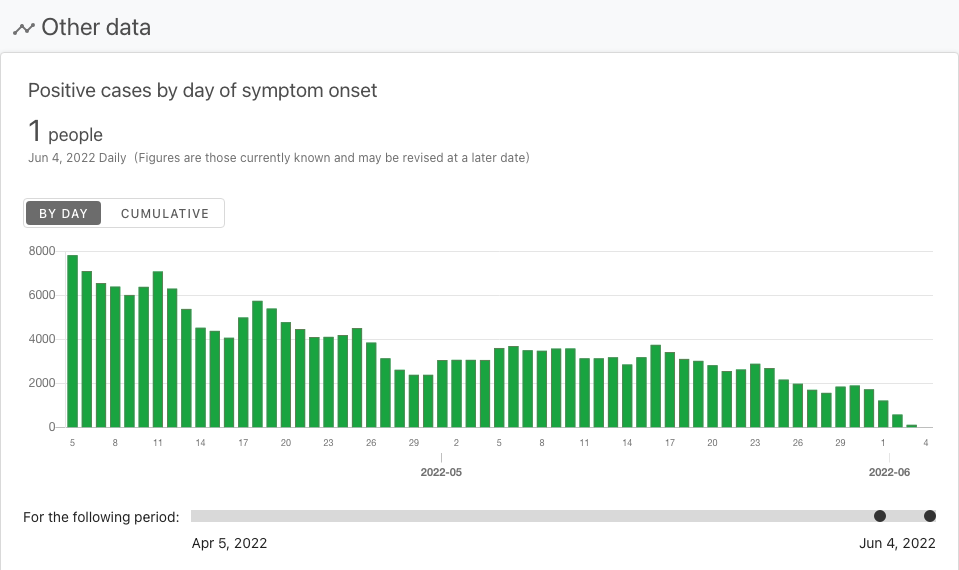 Other data
Positive cases by day of symptom onset
1 people
Jun 4, 2022 Daily (Figures are those currently known and may be revised at a later date)
BY DAY CUMULATIVE
8000
6000
4000
2000
0
5 8 11 14 17 20 23 26 29 2 5 8 11 14 17 20 23 26 29 1 4
2022-05 2022-06
For the following period:
Apr 5, 2022 Jun 4, 2022